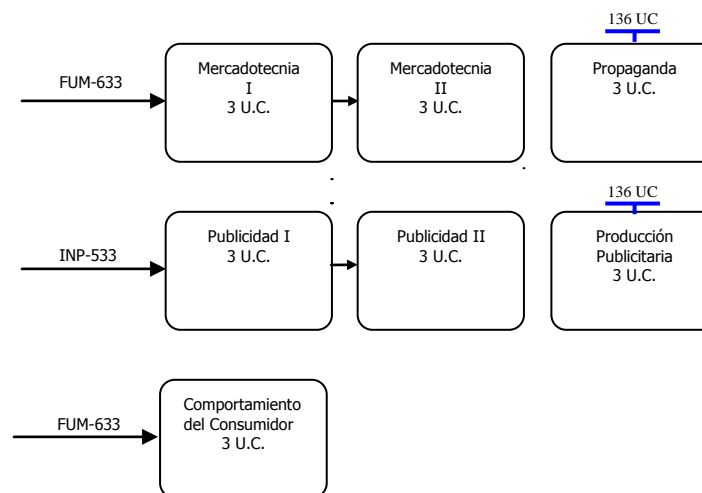 136 UC
FUM-633
Mercadotecnia
I
3 U.C.
Mercadotecnia
II
3 U.C.
Propaganda
3 U.C.
136 UC
INP-533
Publicidad I
3 U.C.
Publicidad II
3 U.C.
Producción
Publicitaria
3 U.C.
FUM-633
Comportamiento
del Consumidor
3 U.C.